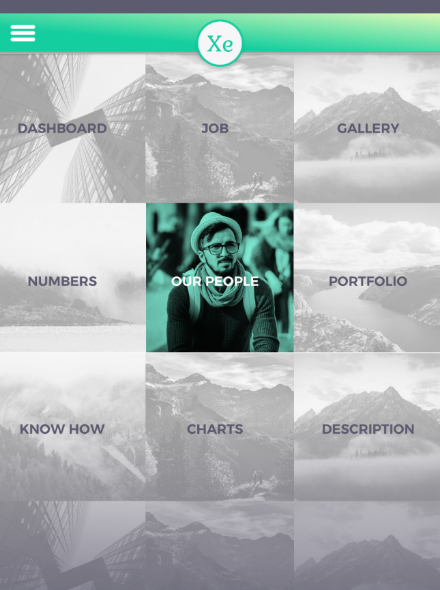 Xe
DASHBOARD
JOB
GALLERY
NUMBERS
OUR PEOPLE
PORTFOLIO
KNOW HOW
CHARTS
DESCRIPTION